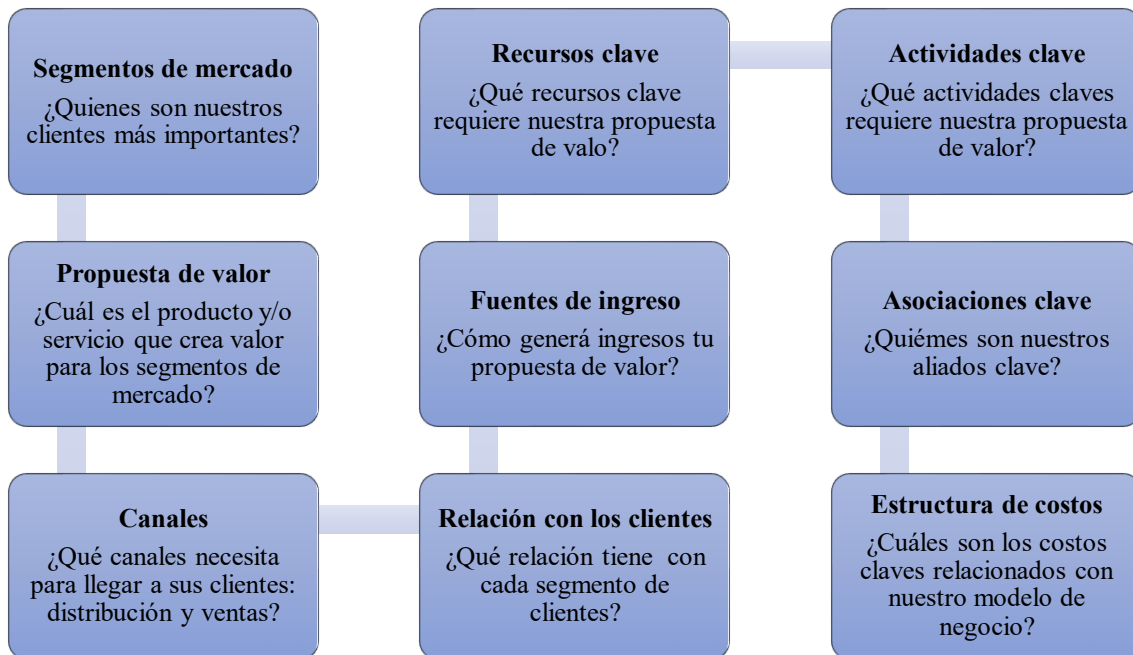 Segmentos de mercado
¿Quienes son nuestros
clientes más importantes?
Propuesta de valor
¿Cuál es el producto y/o
servicio que crea valor
para los segmentos de
mercado?
Canales
¿Qué canales necesita
para llegar a sus clientes:
distribución y ventas?
Relación con los clientes
¿Qué relación tiene con
cada segmento de
clientes?
Fuentes de ingreso
¿Cómo generá ingresos tu
propuesta de valor?
Recursos clave
¿Qué recursos clave
requiere nuestra propuesta
de valo?
Actividades clave
¿Qué actividades claves
requiere nuestra propuesta
de valor?
Asociaciones clave
¿Quiémes son nuestros
aliados clave?
Estructura de costos
¿Cuáles son los costos
claves relacionados con
nuestro modelo de
negocio?